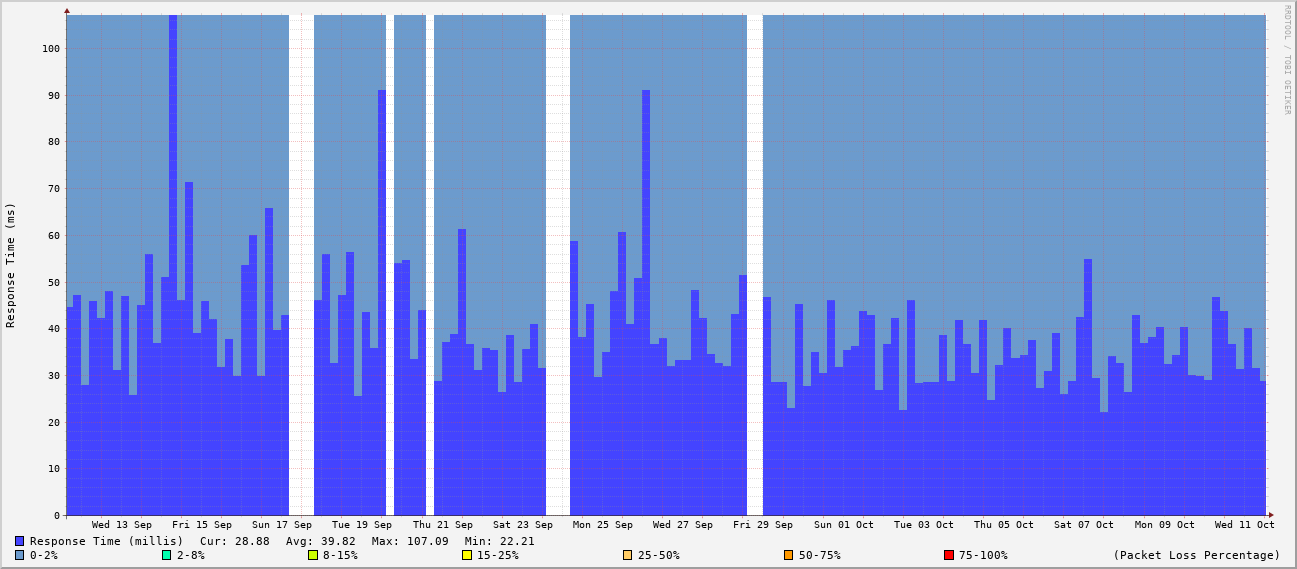 RRDTOOL / TOBI OETIKER
Response Time (ms)
100
90
80
70
60
50
40
30
20
10
0
Wed 13 Sep Fri 15 Sep Sun 17 Sep Tue 19 Sep Thu 21 Sep Sat 23 Sep Mon 25 Sep Wed 27 Sep Fri 29 Sep Sun 01 Oct Tue 03 Oct Thu 05 Oct Sat 07 Oct Mon 09 Oct Wed 11 Oct
Response Time (millis) Cur: 28.88 Avg: 39.82 Max: 107.09 Min: 22.21
0-2% 2-8% 8-15% 15-25% 25-50% 50-75% 75-100% (Packet Loss Percentage)